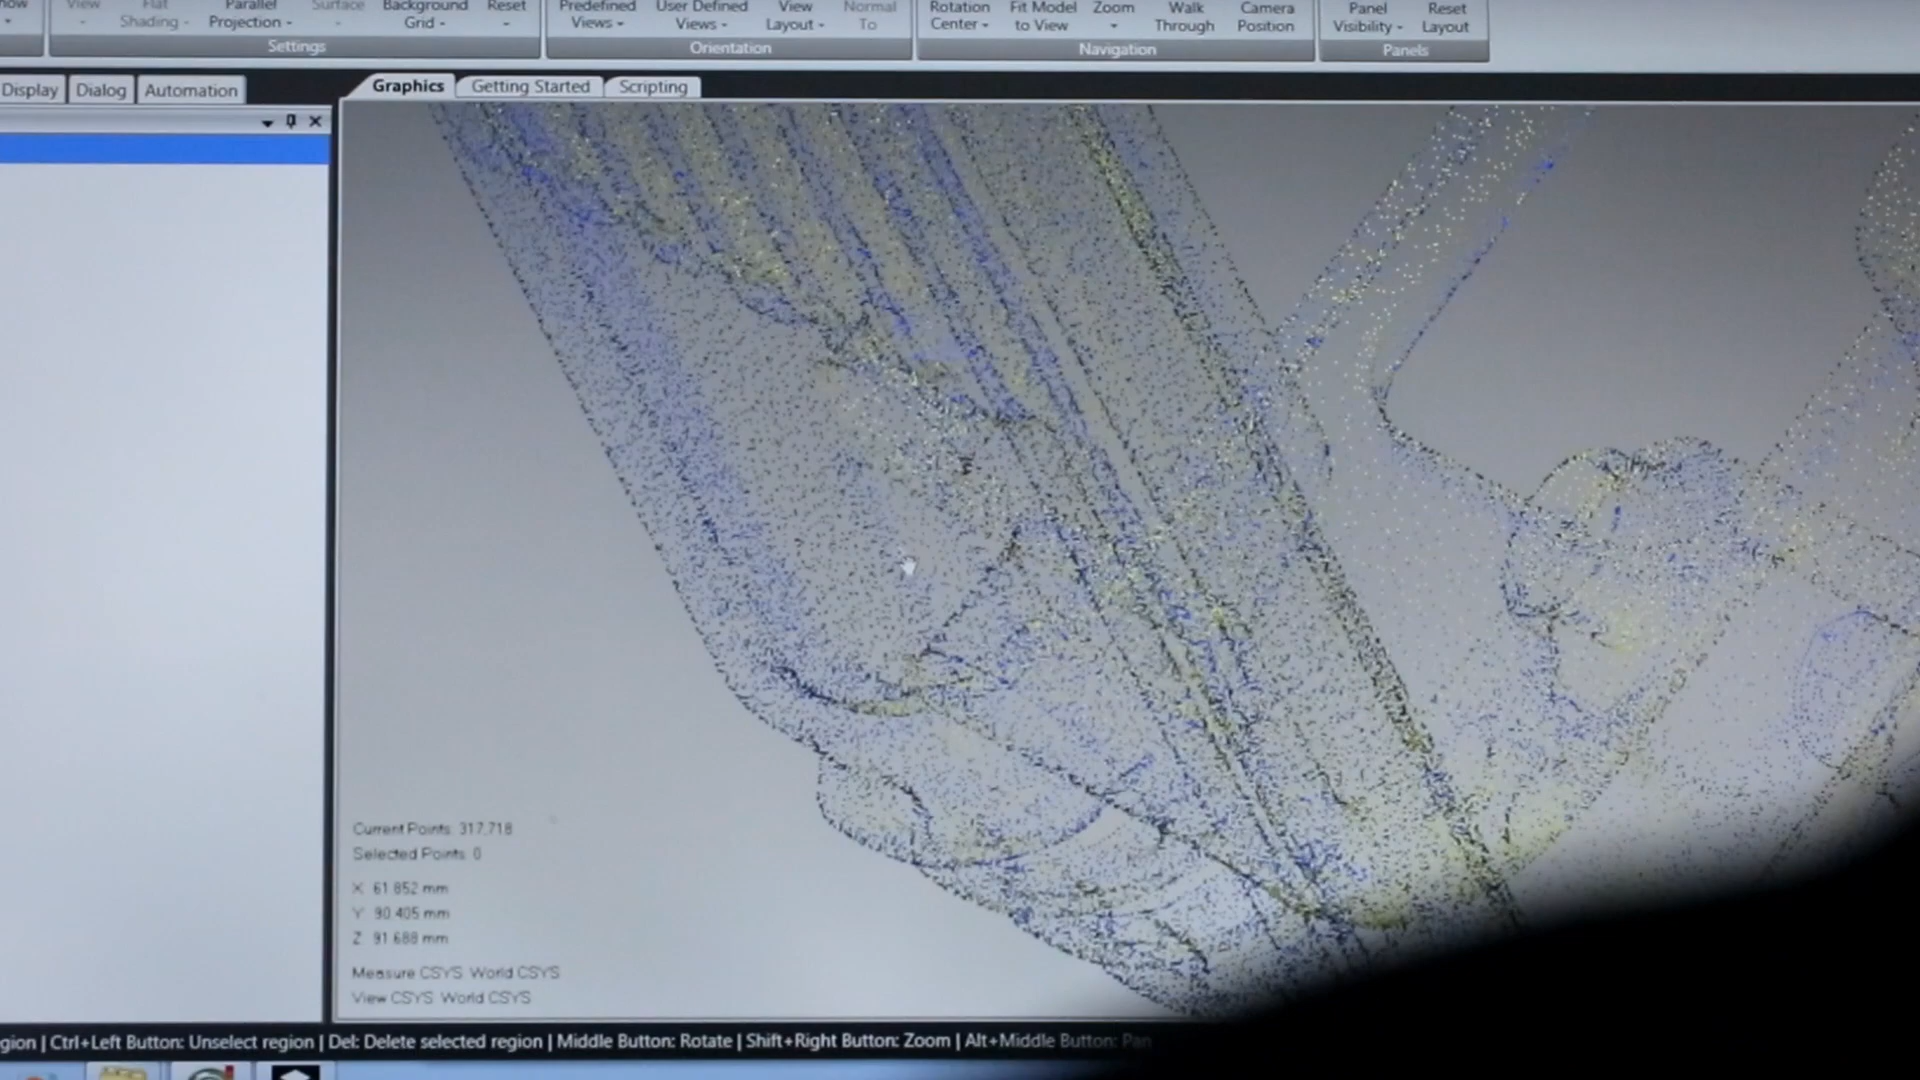 View Flat Parallel Surface Background Reset
Shading Projection Grid
Settings
Predefined User Defined View Normal
Views Views Layout To
Orientation
Rotation Fit Model Zoom Walk Camera
Center to View Through Position
Navigation
Panel Reset
Visibility Layout
Panels
Display Dialog Automation
Graphics Getting Started Scripting
Current Points: 317,718
Selected Points: 0
X 61.852 mm
Y 90.405 mm
Z 91.688 mm
Measure CSYS World CSYS
View CSYS World CSYS
gion | Ctrl+Left Button: Unselect region | Del: Delete selected region | Middle Button: Rotate | Shift+Right Button: Zoom | Alt+Middle Button: Pan